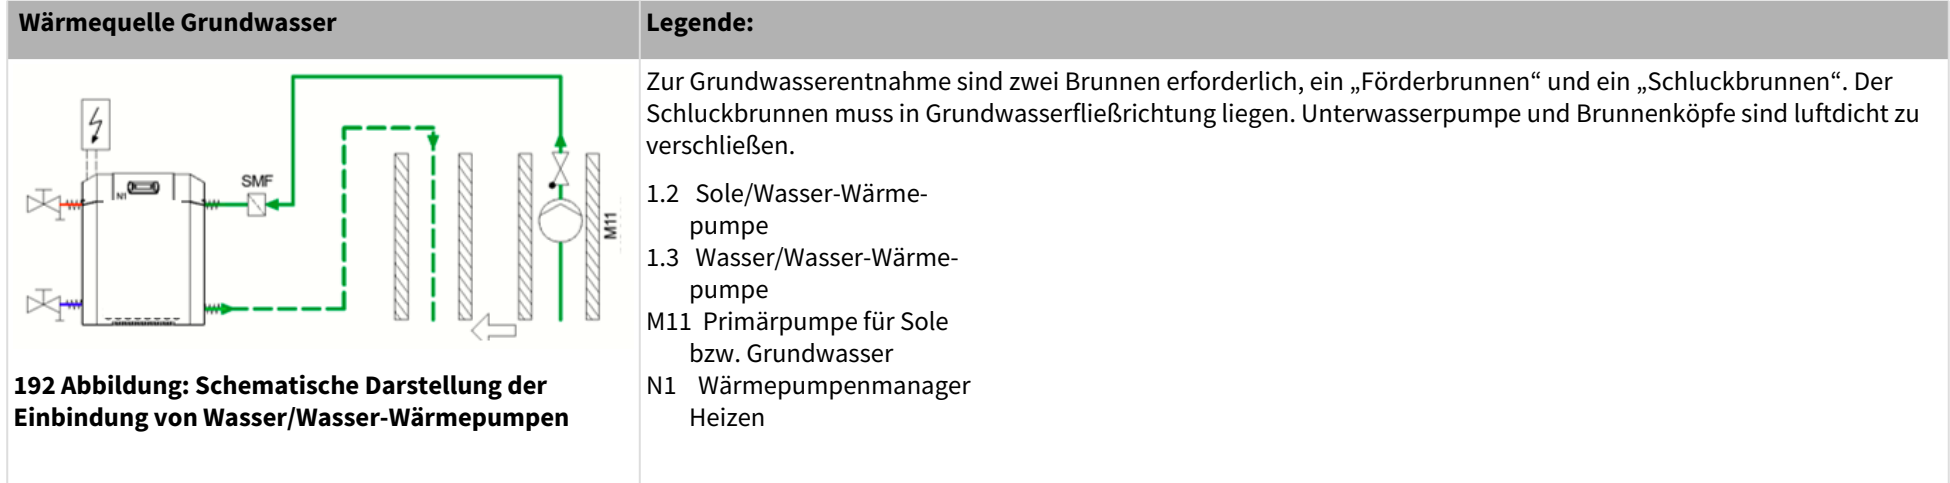 Wärmequelle Grundwasser
Legende:
SMF
N1
M11
192 Abbildung: Schematische Darstellung der
Einbindung von Wasser/Wasser-Wärmepumpen
Zur Grundwasserentnahme sind zwei Brunnen erforderlich, ein „Förderbrunnen“ und ein „Schluckbrunnen“. Der
Schluckbrunnen muss in Grundwasserfließrichtung liegen. Unterwasserpumpe und Brunnenköpfe sind luftdicht zu
verschließen.
1.2 Sole/Wasser-Wärme-
pumpe
1.3 Wasser/Wasser-Wärme-
pumpe
M11 Primärpumpe für Sole
bzw. Grundwasser
N1 Wärmepumpenmanager
Heizen